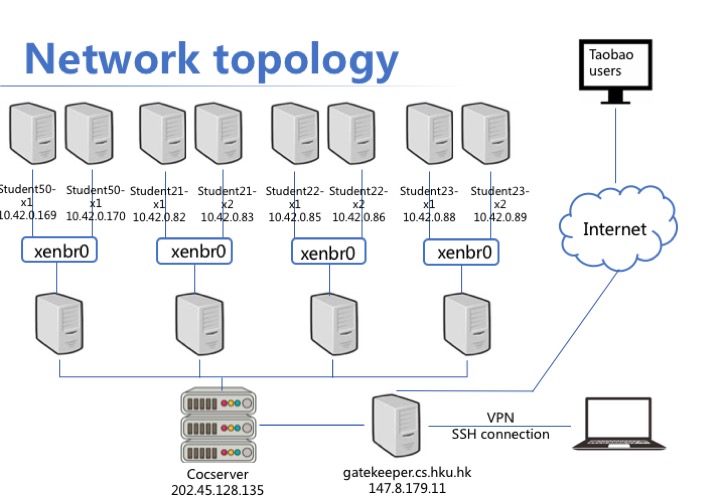 Network topology
Taobao
users
Student50-
x1
10.42.0.169
Student50-
x1
10.42.0.170
Student21-
x1
10.42.0.82
Student21-
x2
10.42.0.83
Student22-
x1
10.42.0.85
Student22-
x2
10.42.0.86
Student23-
x1
10.42.0.88
Student23-
x2
10.42.0.89
Internet
xenbr0
xenbr0
xenbr0
xenbr0
VPN
SSH connection
Cocserver
202.45.128.135
gatekeeper.cs.hku.hk
147.8.179.11